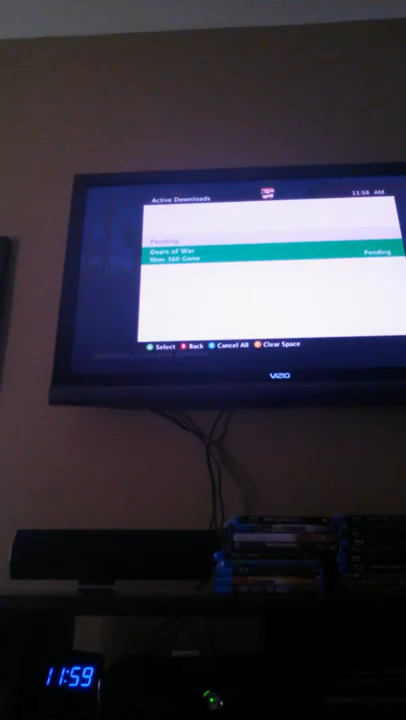 Active Downloads
11:58 AM
Pending
Gears of War
Xbox 360 Game
Pending
Select Back Cancel All Clear Space
VIZIO
11:59